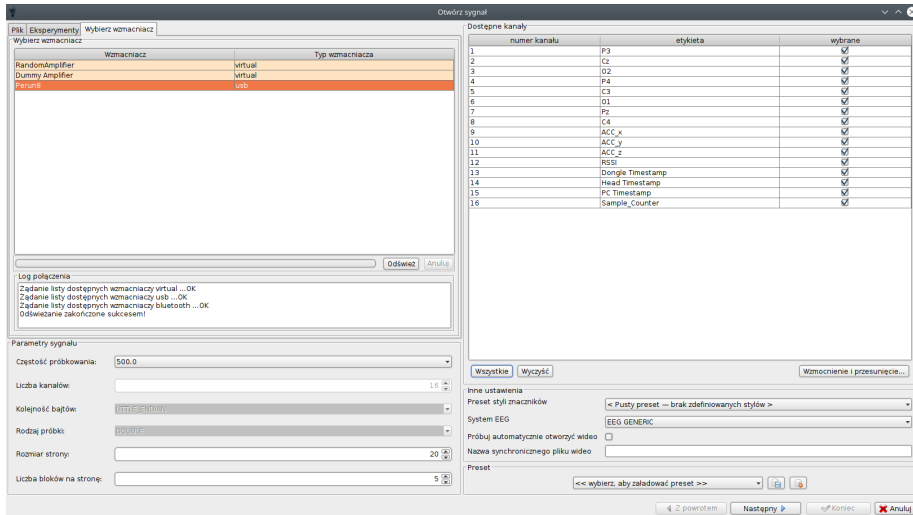 Otwórz sygnał
Plik Eksperymenty Wybierz wzmacniacz
Wybierz wzmacniacz
Wzmacniacz Typ wzmacniacza
RandomAmplifier virtual
Dummy Amplifier virtual
Perun8 usb
Odśwież Anuluj
Log połączenia
Żądanie listy dostępnych wzmacniaczy virtual ...OK
Żądanie listy dostępnych wzmacniaczy usb ...OK
Żądanie listy dostępnych wzmacniaczy bluetooth ...OK
Odświeżanie zakończone sukcesem!
Parametry sygnału
Częstość próbkowania: 500.0
Liczba kanałów: 16
Kolejność bajtów: LITTLE_ENDIAN
Rodzaj próbki: DOUBLE
Rozmiar strony: 20
Liczba bloków na stronę: 5
Dostępne kanały
numer kanału etykieta wybrane
1 P3
2 Cz
3 O2
4 P4
5 C3
6 O1
7 Pz
8 C4
9 ACC_x
10 ACC_y
11 ACC_z
12 RSSI
13 Dongle Timestamp
14 Head Timestamp
15 PC Timestamp
16 Sample_Counter
Wszystkie Wyczyść Wzmocnienie i przesunięcie...
Inne ustawienia
Preset styli znaczników < Pusty preset — brak zdefiniowanych stylów >
System EEG EEG GENERIC
Próbuj automatycznie otworzyć wideo
Nazwa synchronicznego pliku wideo
Preset
<< wybierz, aby załadować preset >>
Z powrotem Następny Koniec Anuluj